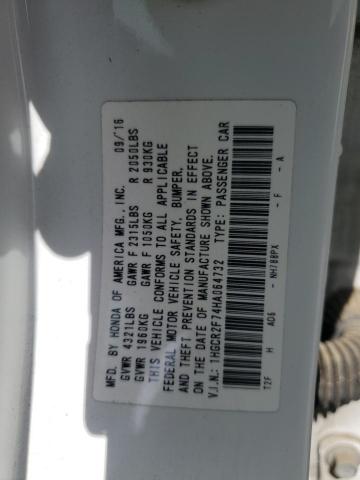 MFD. BY HONDA OF AMERICA MFG., INC. 09/16
GVWR 4321LBS GAWR F 2315LBS R 2050LBS
GVWR 1960KG GAWR F 1050KG R 930KG
THIS VEHICLE CONFORMS TO ALL APPLICABLE
FEDERAL MOTOR VEHICLE SAFETY, BUMPER,
AND THEFT PREVENTION STANDARDS IN EFFECT
ON THE DATE OF MANUFACTURE SHOWN ABOVE.
V.I.N.: 1HGCR2F74HA064732 TYPE: PASSENGER CAR
T2F H AD6 - NH788PX - F - A